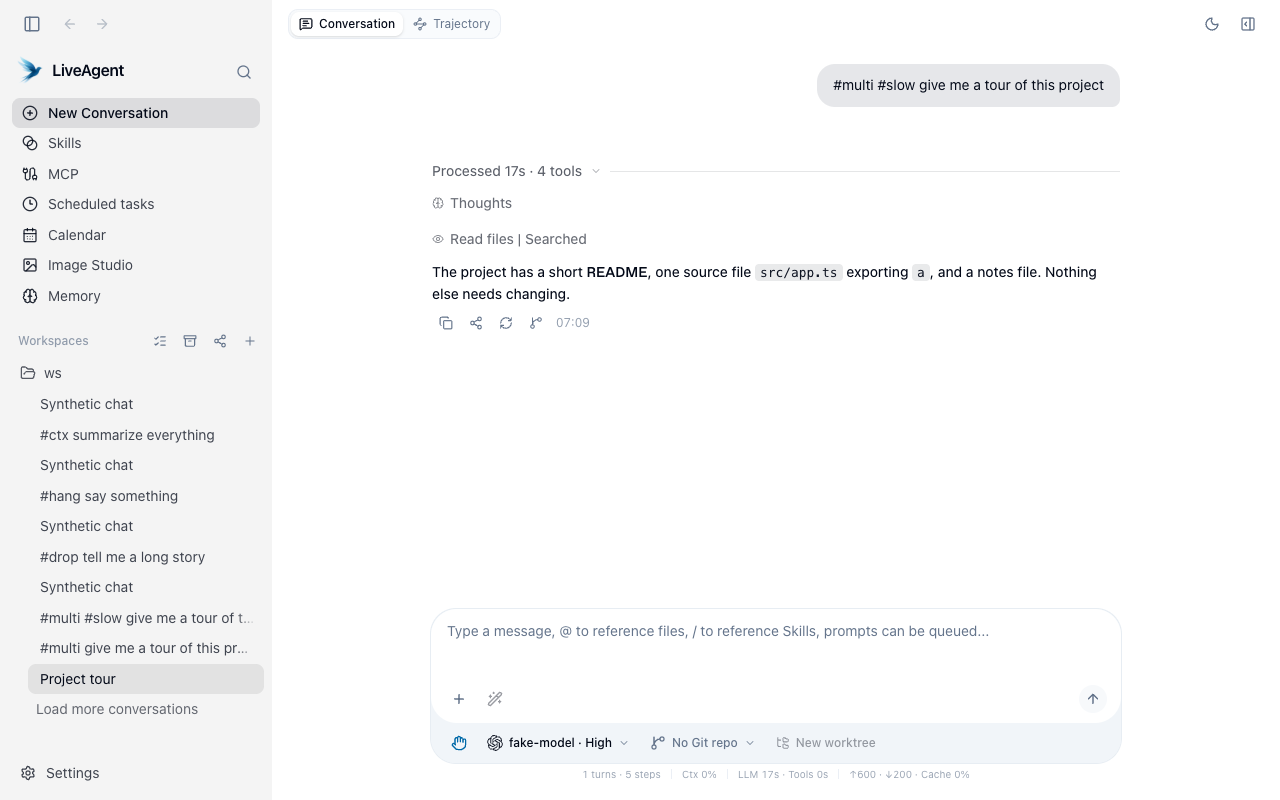 Conversation
Trajectory
LiveAgent
New Conversation
Skills
MCP
Scheduled tasks
Calendar
Image Studio
Memory
Workspaces
ws
Synthetic chat
#ctx summarize everything
Synthetic chat
#hang say something
Synthetic chat
#drop tell me a long story
Synthetic chat
#multi #slow give me a tour of t...
#multi give me a tour of this pr...
Project tour
Load more conversations
Settings
#multi #slow give me a tour of this project
Processed 17s · 4 tools
Thoughts
Read files | Searched
The project has a short README, one source file src/app.ts exporting a, and a notes file. Nothing
else needs changing.
07:09
Type a message, @ to reference files, / to reference Skills, prompts can be queued...
fake-model · High
No Git repo
New worktree
1 turns · 5 steps | Ctx 0% | LLM 17s · Tools 0s | ↑600 · ↓200 · Cache 0%